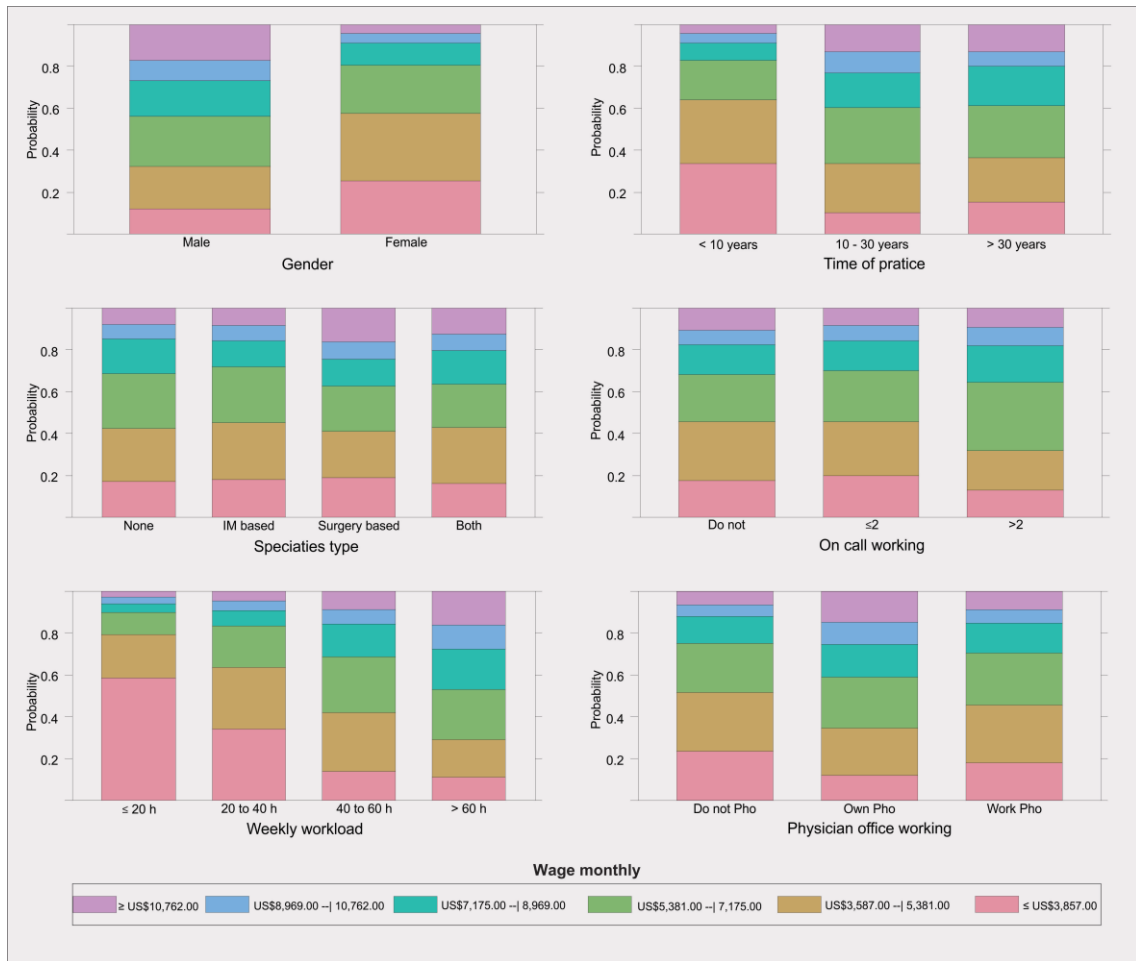 Probability
0.8
0.6
0.4
0.2
Male Female
Gender
Probability
0.8
0.6
0.4
0.2
< 10 years 10 - 30 years > 30 years
Time of pratice
Probability
0.8
0.6
0.4
0.2
None IM based Surgery based Both
Speciaties type
Probability
0.8
0.6
0.4
0.2
Do not ≤2 >2
On call working
Probability
0.8
0.6
0.4
0.2
≤ 20 h 20 to 40 h 40 to 60 h > 60 h
Weekly workload
Probability
0.8
0.6
0.4
0.2
Do not Pho Own Pho Work Pho
Physician office working
Wage monthly
≥ US$10,762.00 US$8,969.00 --| 10,762.00 US$7,175.00 --| 8,969.00 US$5,381.00 --| 7,175.00 US$3,587.00 --| 5,381.00 ≤ US$3,857.00